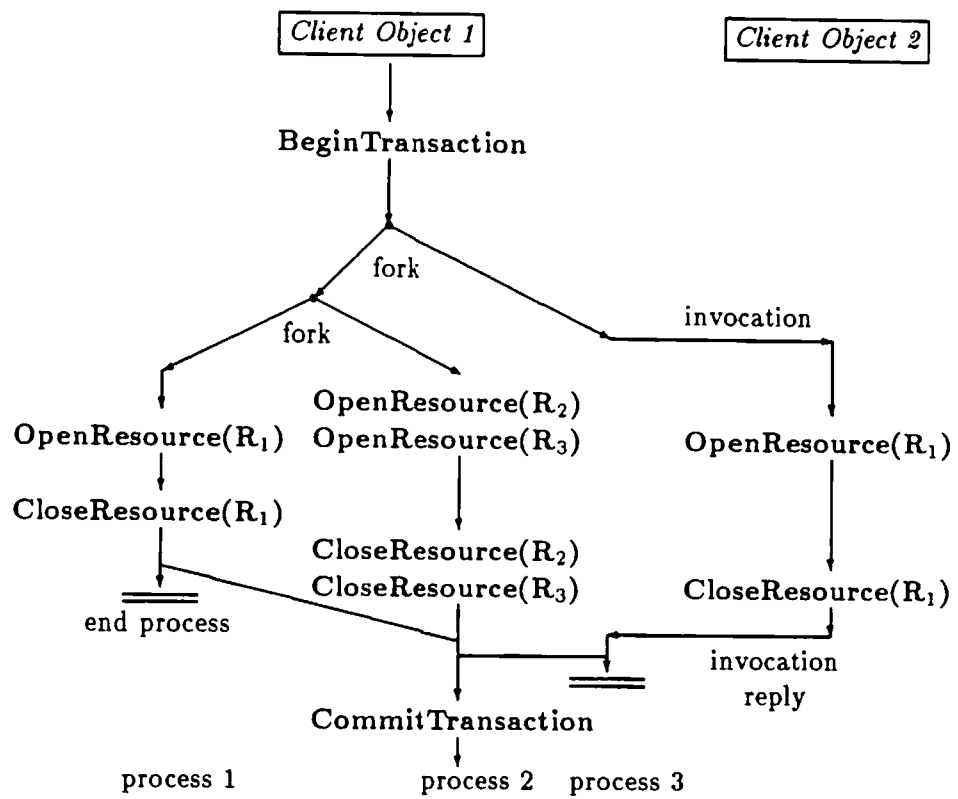 Client Object 1
Client Object 2
BeginTransaction
fork
fork
invocation
OpenResource(R₂)
OpenResource(R₁)
OpenResource(R₃)
OpenResource(R₁)
CloseResource(R₁)
CloseResource(R₂)
CloseResource(R₃)
CloseResource(R₁)
end process
invocation
reply
CommitTransaction
process 1
process 2
process 3